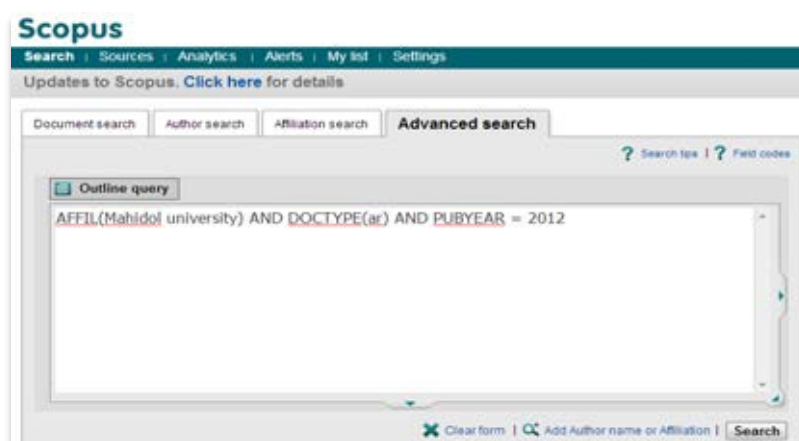 Scopus
Search | Sources | Analytics | Alerts | My list | Settings
Updates to Scopus. Click here for details
Document search Author search Affiliation search Advanced search
? Search tips | ? Field codes
Outline query
AFFIL(Mahidol university) AND DOCTYPE(ar) AND PUBYEAR = 2012
Clear form | Add Author name or Affiliation | Search